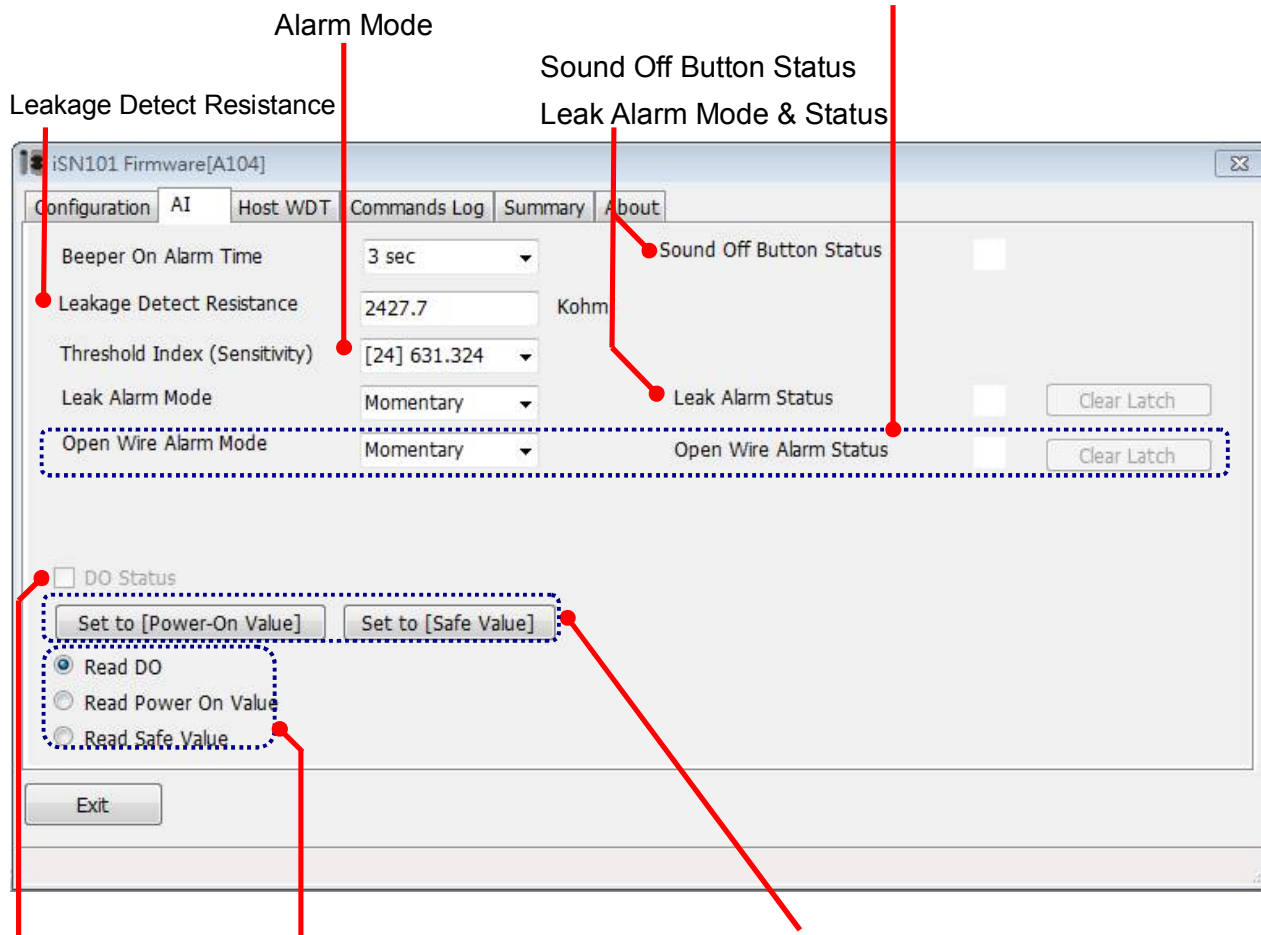 Alarm Mode
Sound Off Button Status
Leakage Detect Resistance
Leak Alarm Mode & Status
iSN101 Firmware[A104]
Configuration AI Host WDT Commands Log Summary About
Beeper On Alarm Time 3 sec Sound Off Button Status
Leakage Detect Resistance 2427.7 Kohm
Threshold Index (Sensitivity) [24] 631.324
Leak Alarm Mode Momentary Leak Alarm Status Clear Latch
Open Wire Alarm Mode Momentary Open Wire Alarm Status Clear Latch
DO Status
Set to [Power-On Value] Set to [Safe Value]
Read DO
Read Power On Value
Read Safe Value
Exit